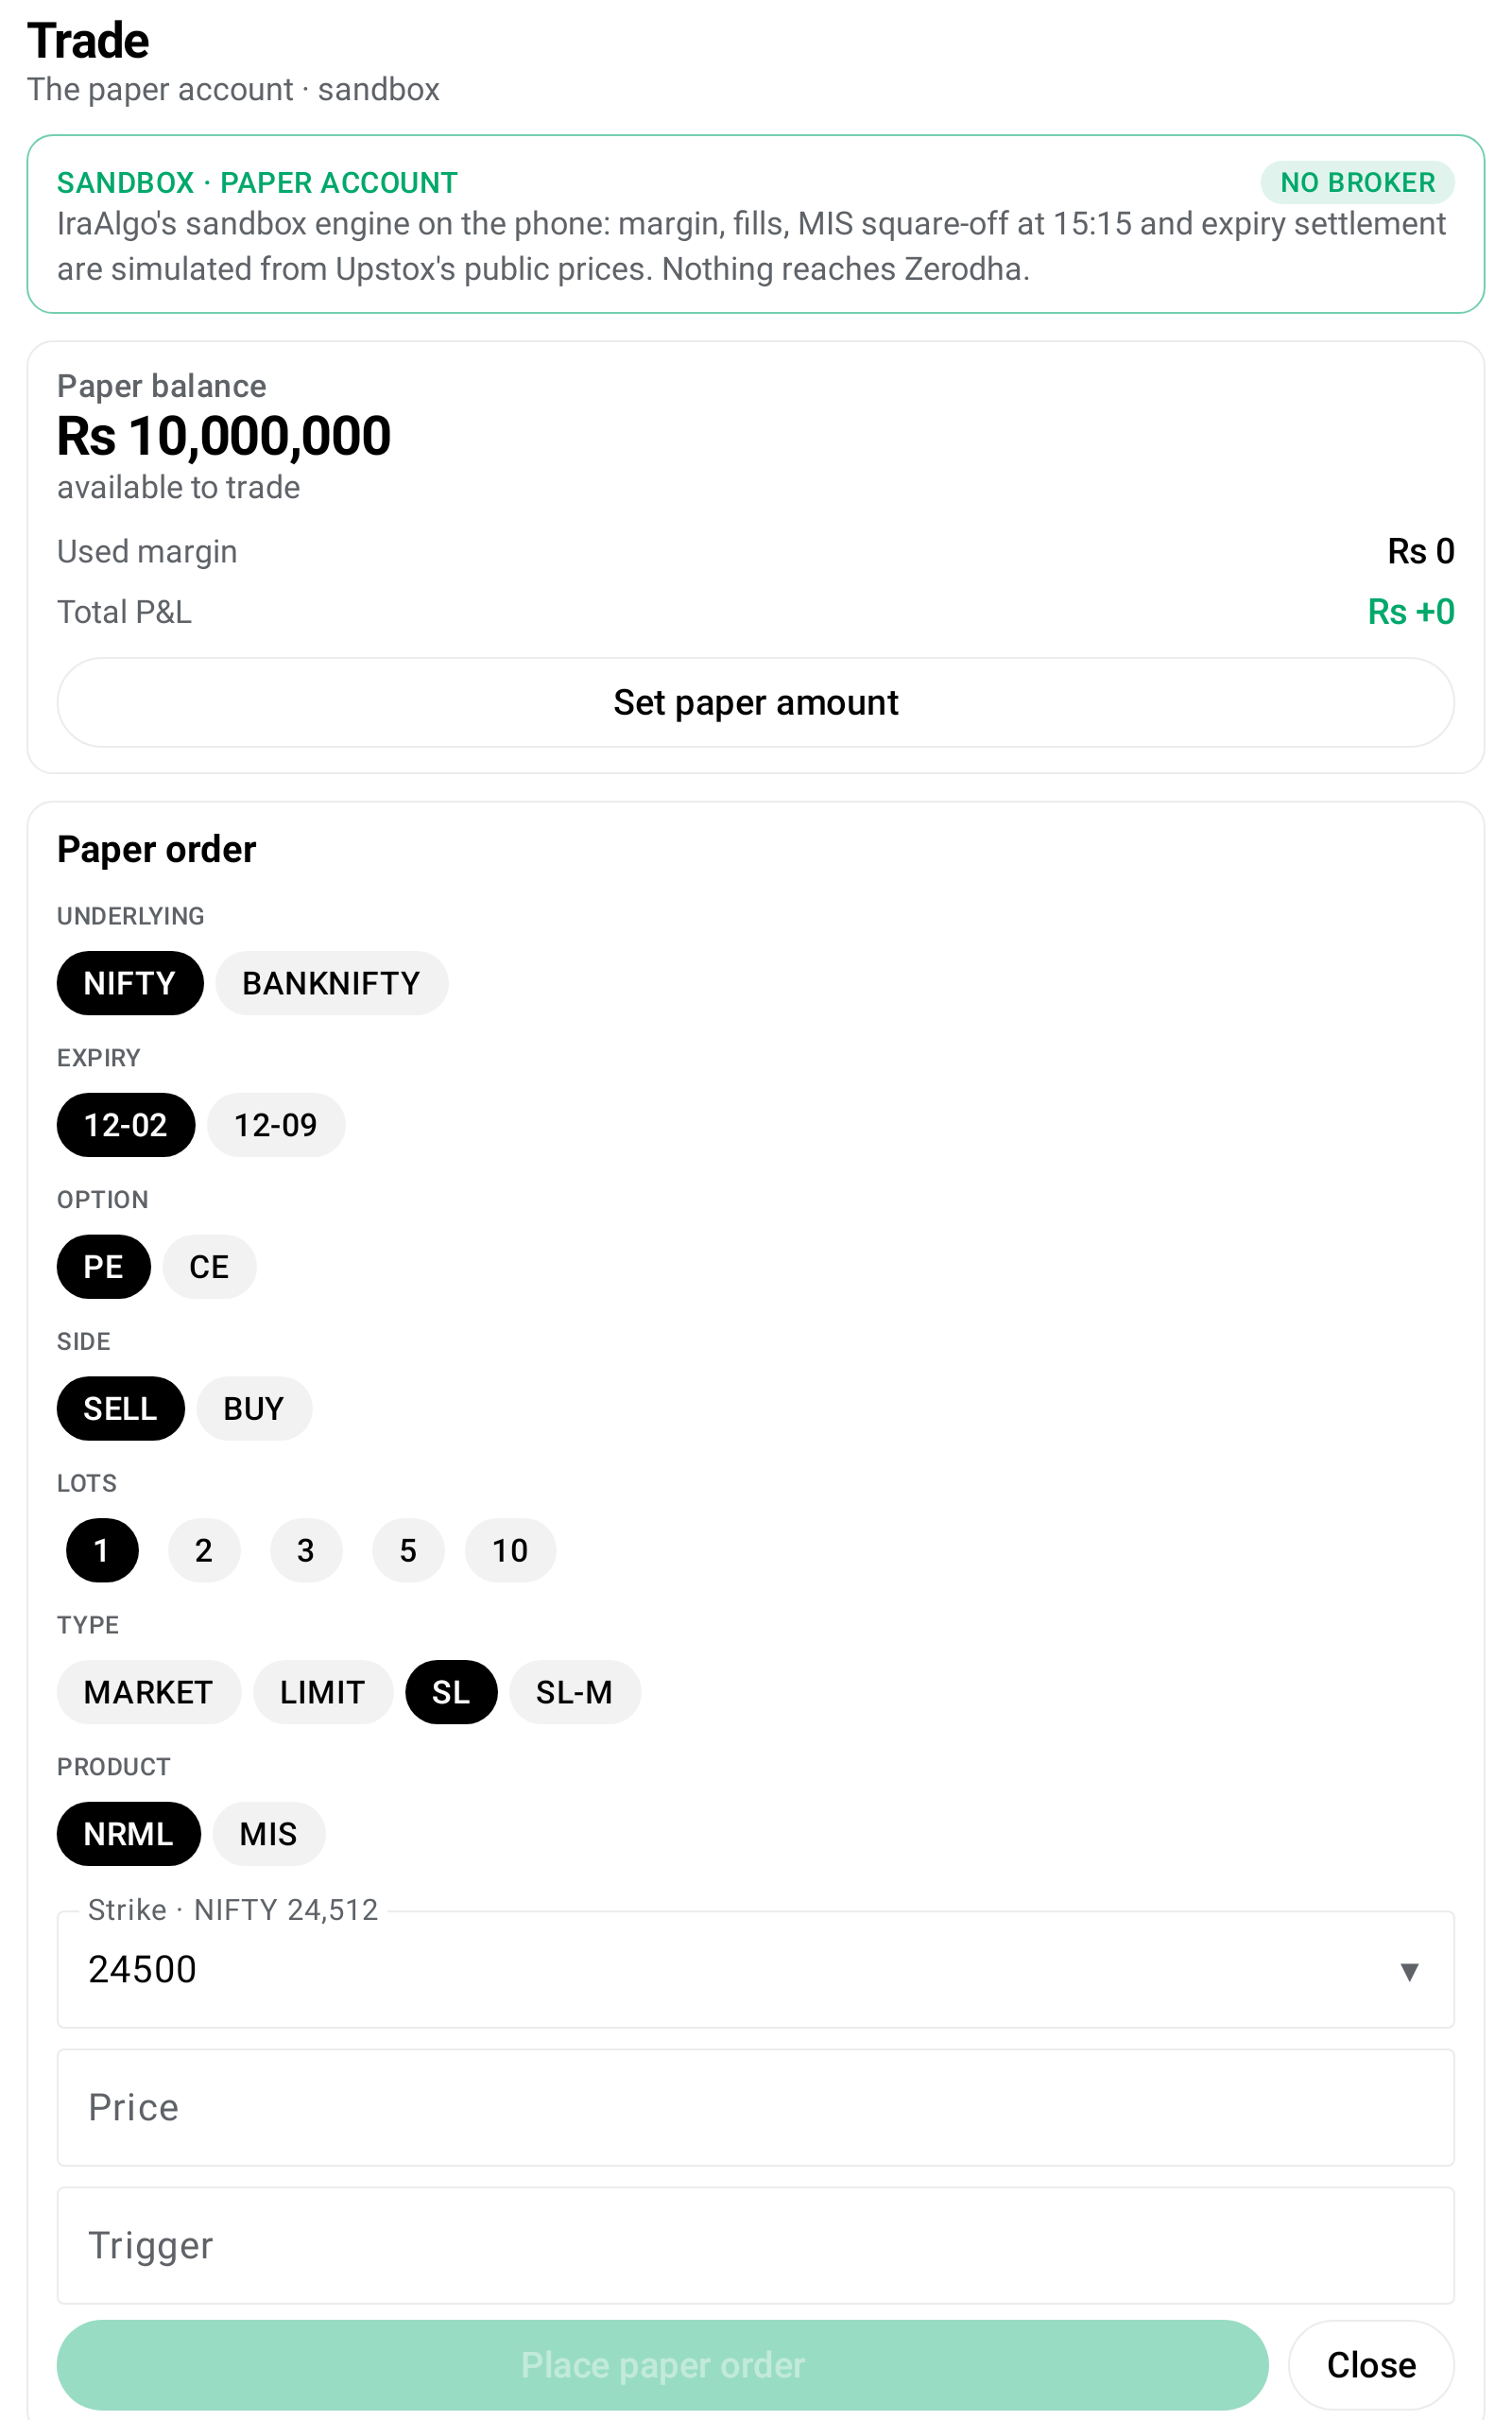 Trade
The paper account · sandbox
SANDBOX · PAPER ACCOUNT
NO BROKER
IraAlgo's sandbox engine on the phone: margin, fills, MIS square-off at 15:15 and expiry settlement
are simulated from Upstox's public prices. Nothing reaches Zerodha.
Paper balance
Rs 10,000,000
available to trade
Used margin Rs 0
Total P&L Rs +0
Set paper amount
Paper order
UNDERLYING
NIFTY BANKNIFTY
EXPIRY
12-02 12-09
OPTION
PE CE
SIDE
SELL BUY
LOTS
1 2 3 5 10
TYPE
MARKET LIMIT SL SL-M
PRODUCT
NRML MIS
Strike · NIFTY 24,512
24500
Price
Trigger
Place paper order Close